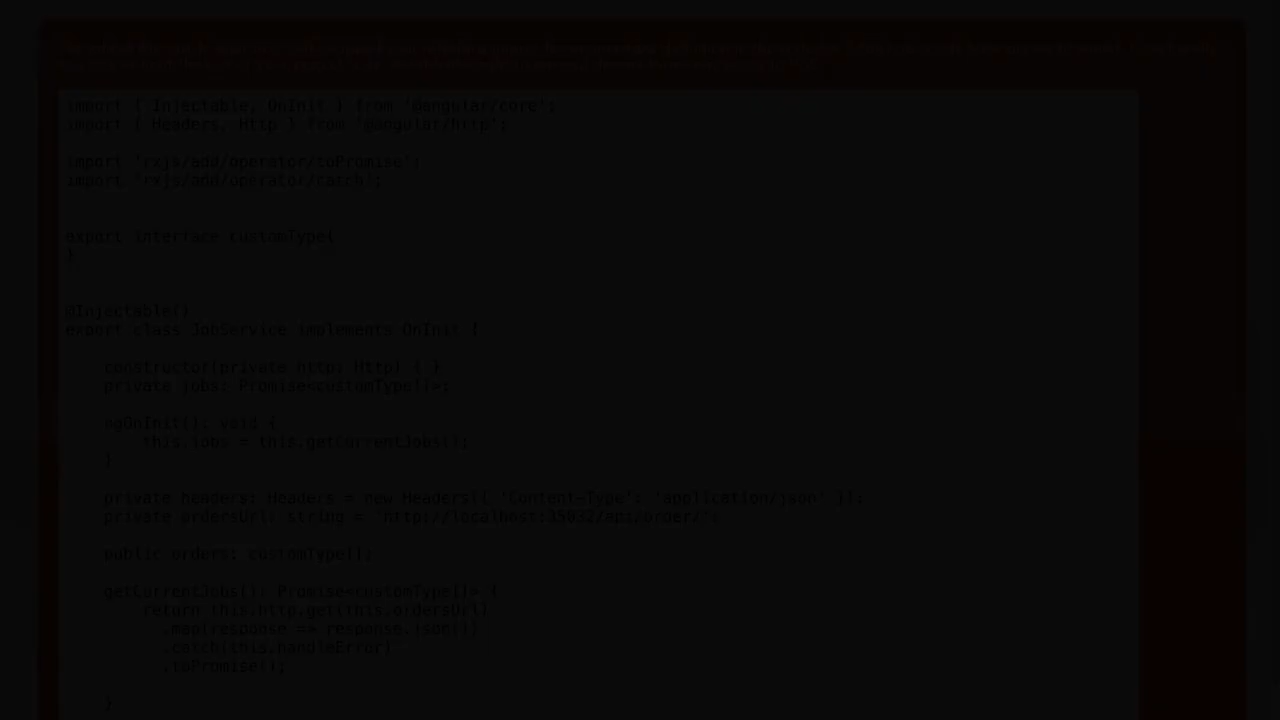 import { Injectable, OnInit } from '@angular/core';
import { Headers, Http } from "@angular/http";
import 'rxjs/add/operator/toPromise';
import 'rxjs/add/operator/catch';
export interface customType{
}
@Injectable()
export class JobService implements OnInit {
constructor(private http: Http) { }
private jobs: Promise<customType[]>;
ngOnInit(): void {
this.jobs = this.getCurrentJobs();
}
private headers: Headers = new Headers({ 'Content-Type': 'application/json' });
private ordersUrl: string = "http://localhost:35032/api/order/";
public orders: customType[];
getCurrentJobs(): Promise<customType[]> {
return this.http.get(this.ordersUrl)
.map(response => response.json())
.catch(this.handleError)
.toPromise();
}